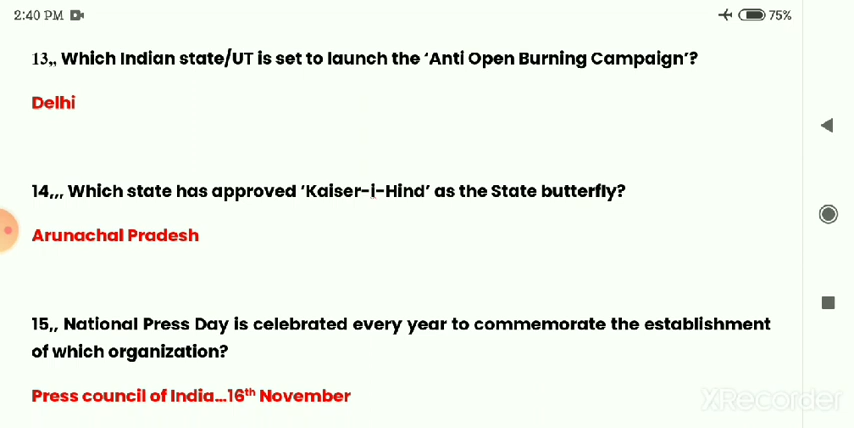 2:40 PM
75%
13,, Which Indian state/UT is set to launch the ‘Anti Open Burning Campaign’?
Delhi
14,,, Which state has approved ‘Kaiser-i-Hind’ as the State butterfly?
Arunachal Pradesh
15,, National Press Day is celebrated every year to commemorate the establishment
of which organization?
Press council of India...16th November
XRecorder